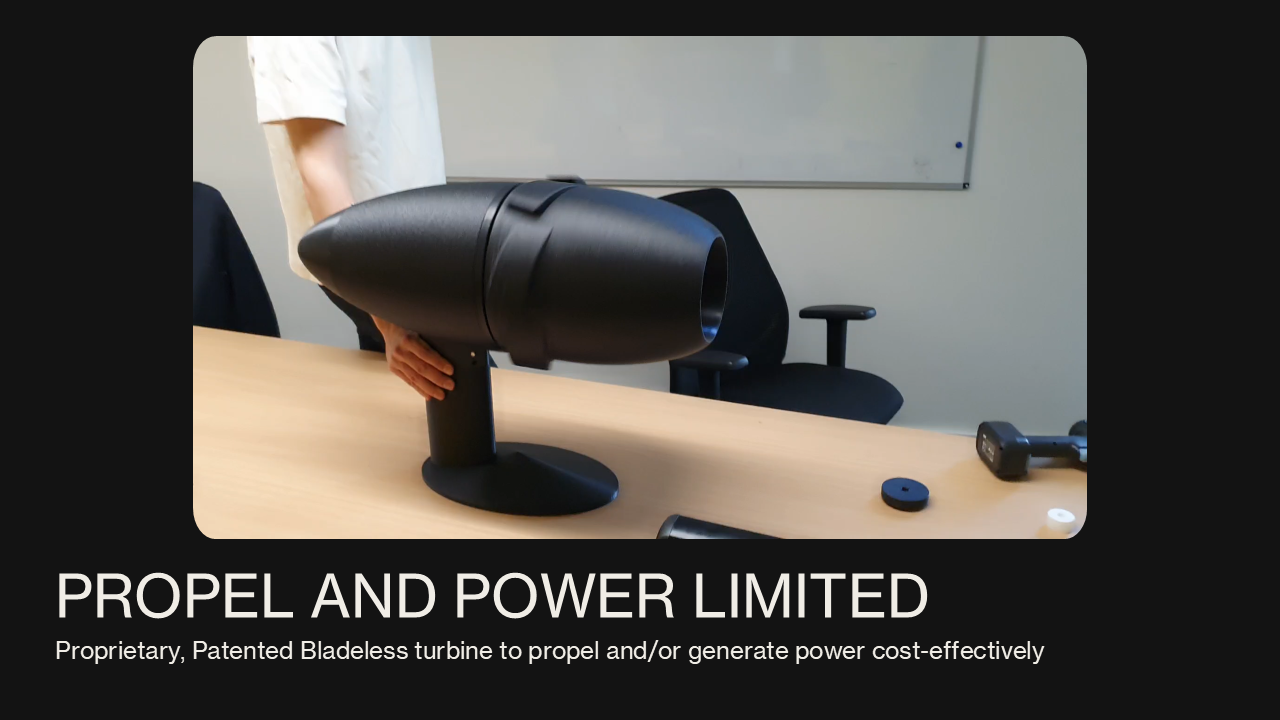 PROPEL AND POWER LIMITED
Proprietary, Patented Bladeless turbine to propel and/or generate power cost-effectively